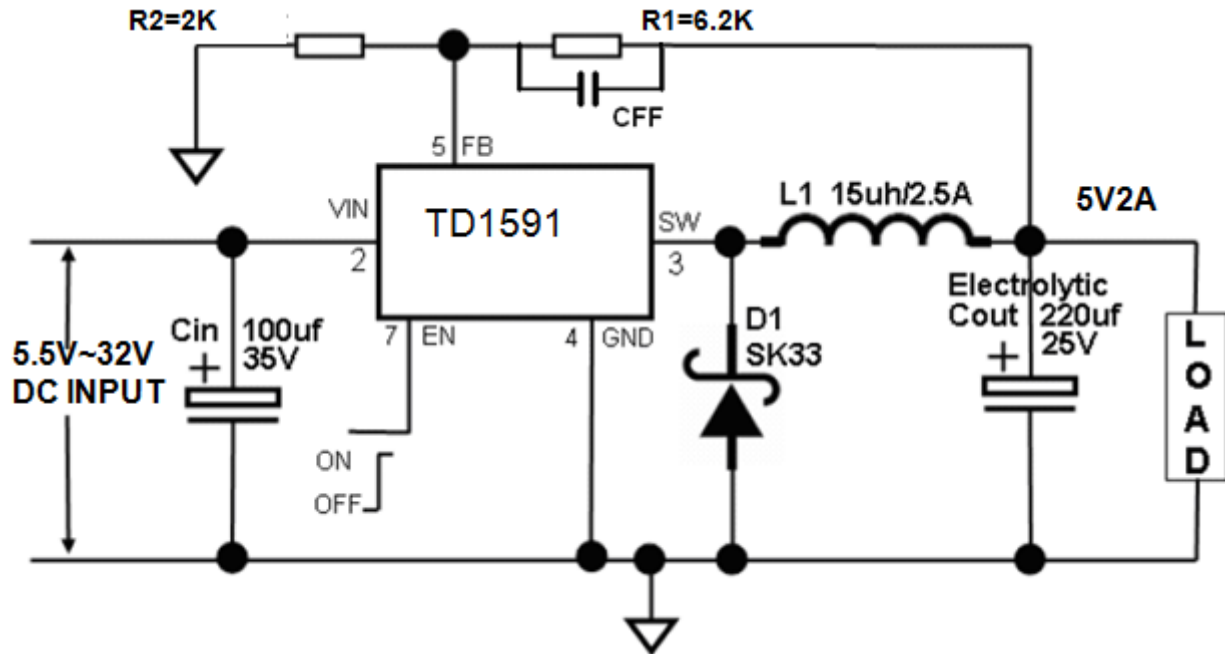 R2=2K
R1=6.2K
CFF
5
FB
VIN
TD1591
SW
2
3
L1 15uh/2.5A
5V2A
7
EN
4
GND
Cin 100uf
35V
+
5.5V~32V
DC INPUT
D1
SK33
Electrolytic
Cout 220uf
25V
+
LOAD
ON
OFF